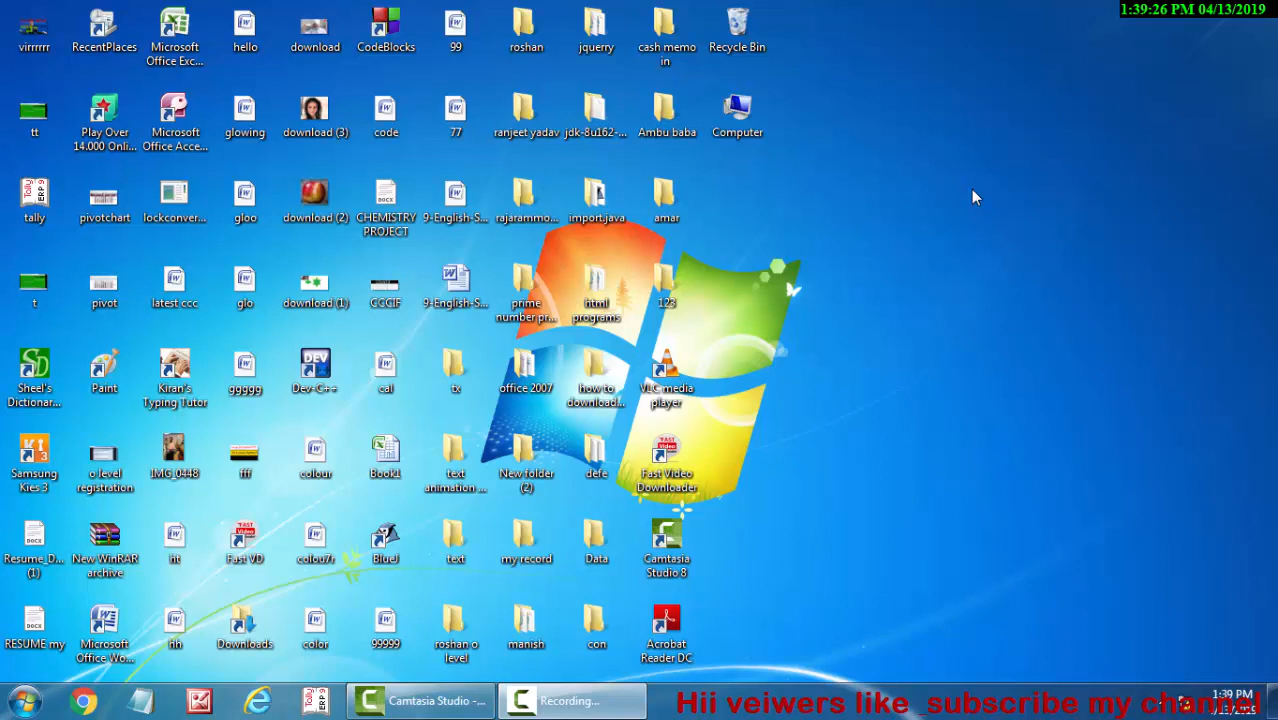 1:39:26 PM 04/13/2019
virrrrrr
RecentPlaces
Microsoft
Office Exc...
hello
download
CodeBlocks
99
roshan
jquerry
cash memo
in
Recycle Bin
tt
Play Over
14.000 Onli...
Microsoft
Office Acce...
glowing
download (3)
code
77
ranjeet yadav
jdk-8u162-...
Ambu baba
Computer
Tally
ERP 9
tally
pivotchart
lockconver...
gloo
download (2)
CHEMISTRY
PROJECT
9-English-S...
rajarammo...
import.java
amar
t
pivot
latest ccc
glo
download (1)
CCCIF
9-English-S...
prime
number pr...
html
programs
123
Sheel's
Dictionar...
Paint
Kiran's
Typing Tutor
ggggg
DEV
Dev-C++
cal
tx
office 2007
how to
download...
VLC media
player
Samsung
Kies 3
o level
registration
IMG_0448
fff
colour
Book1
text
animation ...
New folder
(2)
defe
Fast Video
Downloader
Resume_D...
(1)
New WinRAR
archive
Fast VD
colou7r
BlueJ
text
my record
Data
Camtasia
Studio 8
RESUME my
Microsoft
Office Wo...
hh
Downloads
color
99999
roshan o
level
manish
con
Acrobat
Reader DC
Camtasia Studio -...
Recording...
Hii veiwers like subscribe my channel
1:39 PM